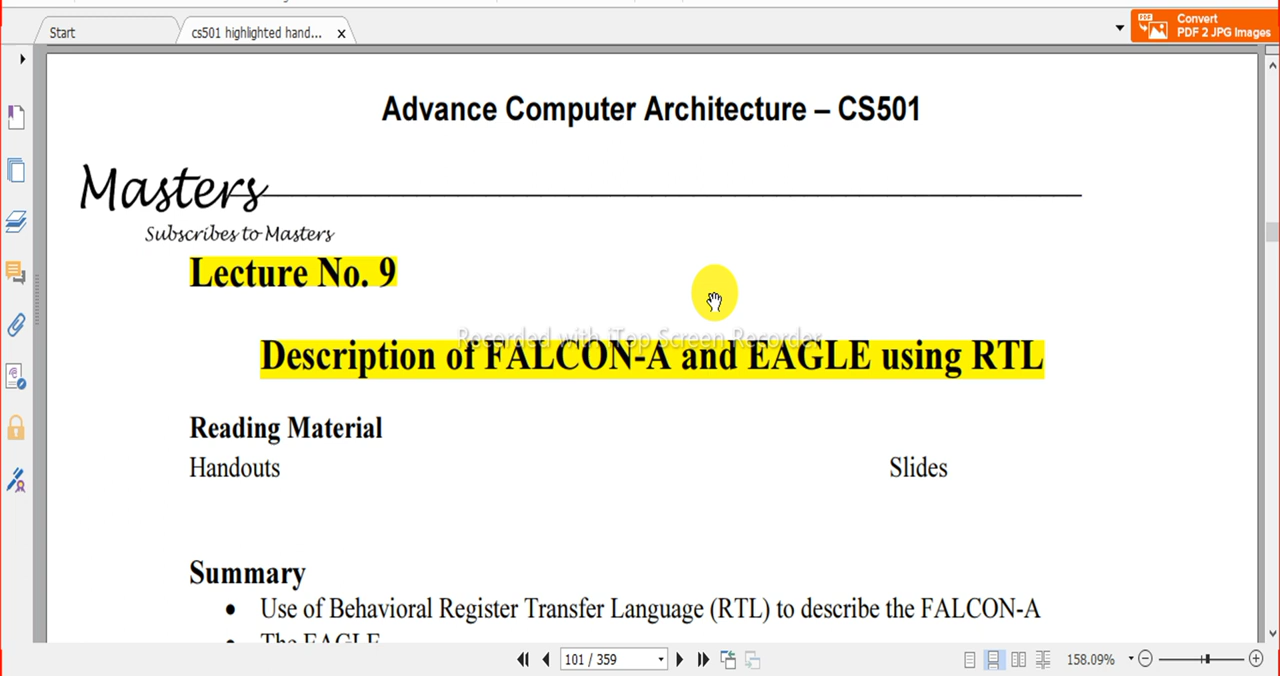 Start
cs501 highlighted hand... x
Convert
PDF 2 JPG Images
Advance Computer Architecture – CS501
Masters
Subscribes to Masters
Lecture No. 9
Recorded with iTop Screen Recorder
Description of FALCON-A and EAGLE using RTL
Reading Material
Handouts Slides
Summary
• Use of Behavioral Register Transfer Language (RTL) to describe the FALCON-A
• The EAGLE
101 / 359
158.09%